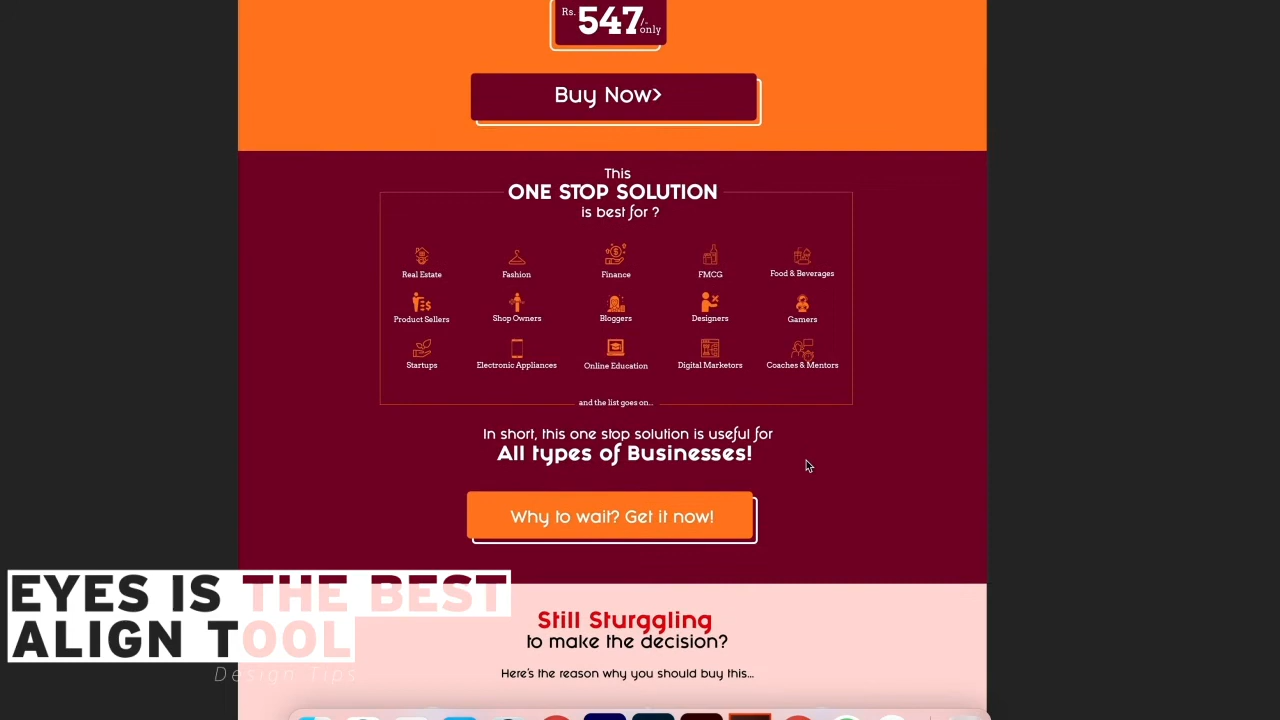 Rs. 547/- only
Buy Now>
This
ONE STOP SOLUTION
is best for ?
Real Estate
Fashion
Finance
FMCG
Food & Beverages
Product Sellers
Shop Owners
Bloggers
Designers
Gamers
Startups
Electronic Appliances
Online Education
Digital Marketors
Coaches & Mentors
and the list goes on...
In short, this one stop solution is useful for
All types of Businesses!
Why to wait? Get it now!
EYES IS THE BEST
ALIGN TOOL
Design Tips
Still Sturggling
to make the decision?
Here's the reason why you should buy this...